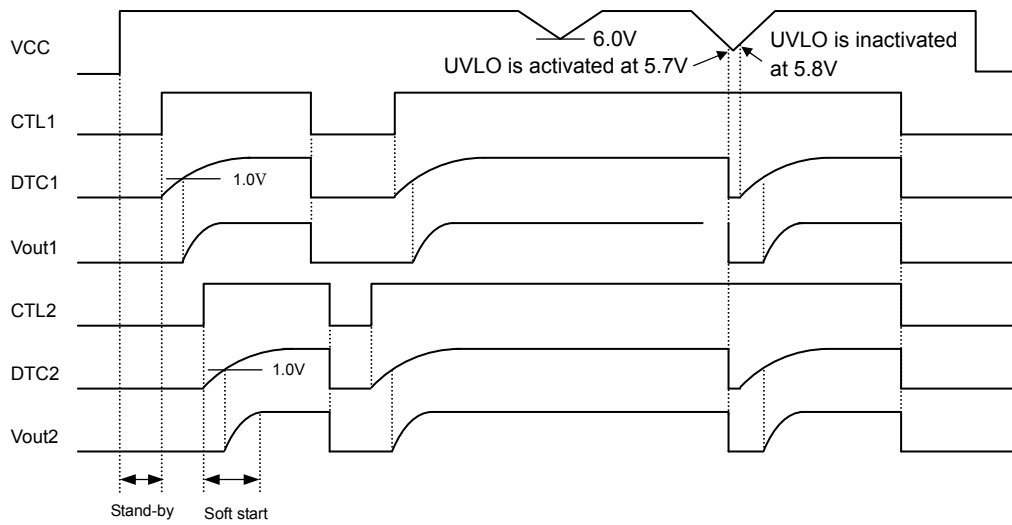 VCC
6.0V
UVLO is activated at 5.7V
UVLO is inactivated
at 5.8V
CTL1
DTC1
1.0V
Vout1
CTL2
DTC2
1.0V
Vout2
Stand-by
Soft start